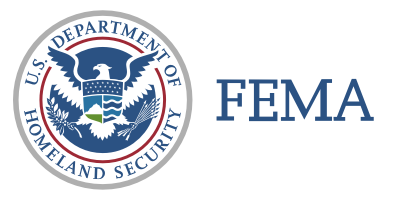 U.S. DEPARTMENT OF
HOMELAND SECURITY
FEMA